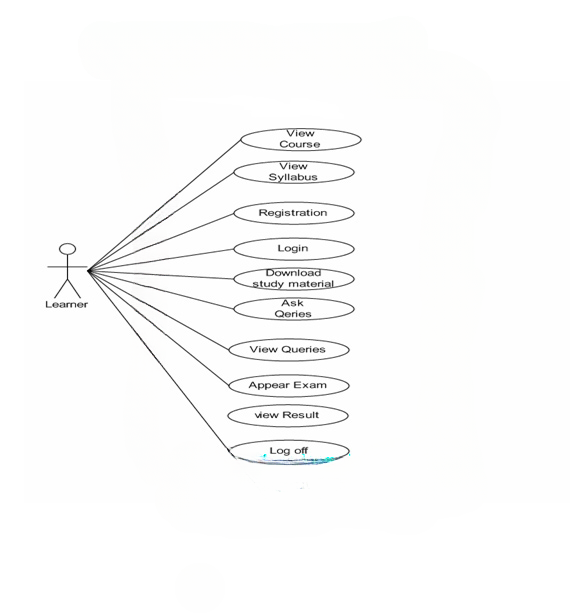 View
Course
View
Syllabus
Registration
Login
Download
study material
Ask
Qeries
Learner
View Queries
Appear Exam
view Result
Log off